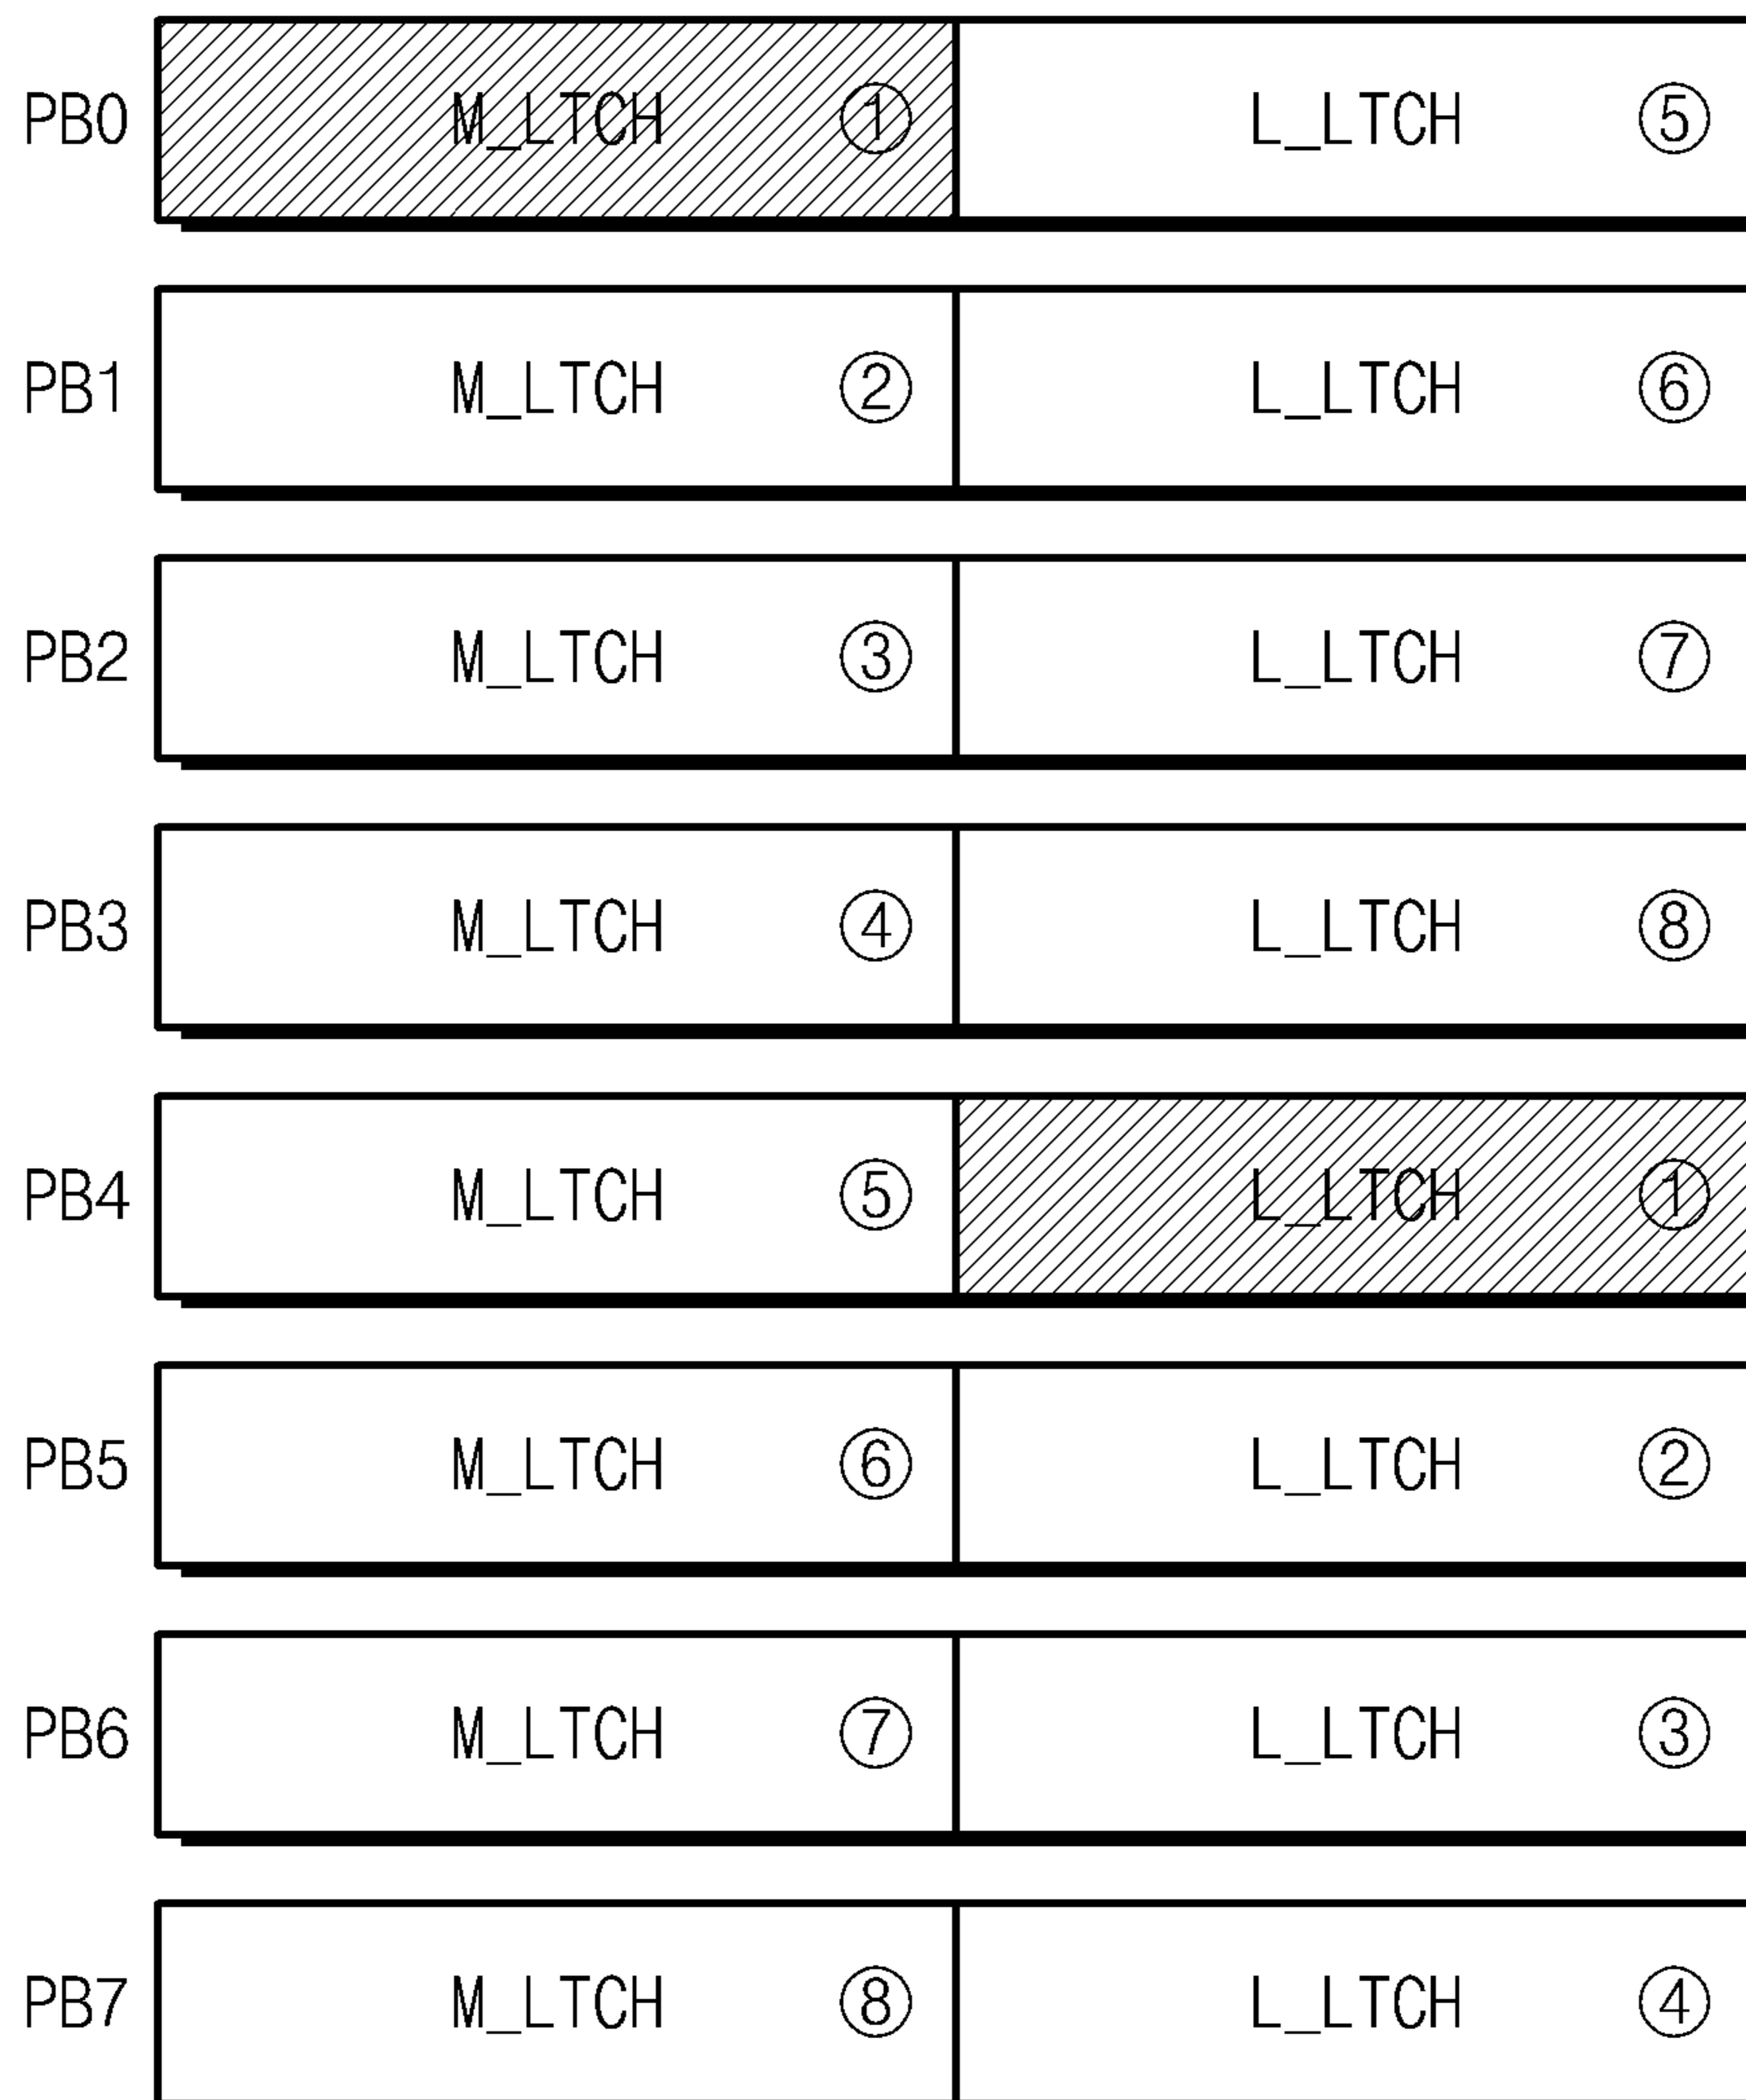 PB0 M_LTCH ① L_LTCH ⑤
PB1 M_LTCH ② L_LTCH ⑥
PB2 M_LTCH ③ L_LTCH ⑦
PB3 M_LTCH ④ L_LTCH ⑧
PB4 M_LTCH ⑤ L_LTCH ①
PB5 M_LTCH ⑥ L_LTCH ②
PB6 M_LTCH ⑦ L_LTCH ③
PB7 M_LTCH ⑧ L_LTCH ④